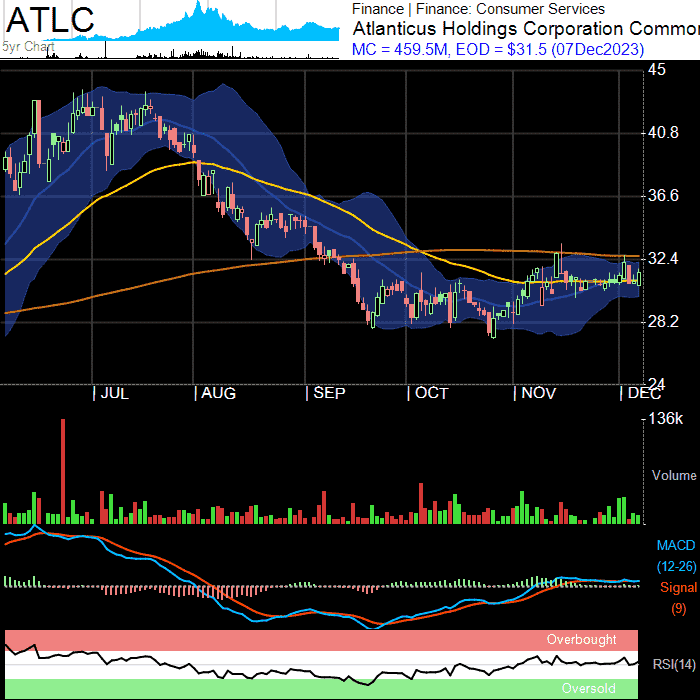 ATLC
5yr Chart
Finance | Finance: Consumer Services
Atlanticus Holdings Corporation Commo
MC = 459.5M, EOD = $31.5 (07Dec2023)
45
40.8
36.6
32.4
28.2
24
JUL AUG SEP OCT NOV DEC
136k
Volume
MACD
(12-26)
Signal
(9)
Overbought
RSI(14)
Oversold